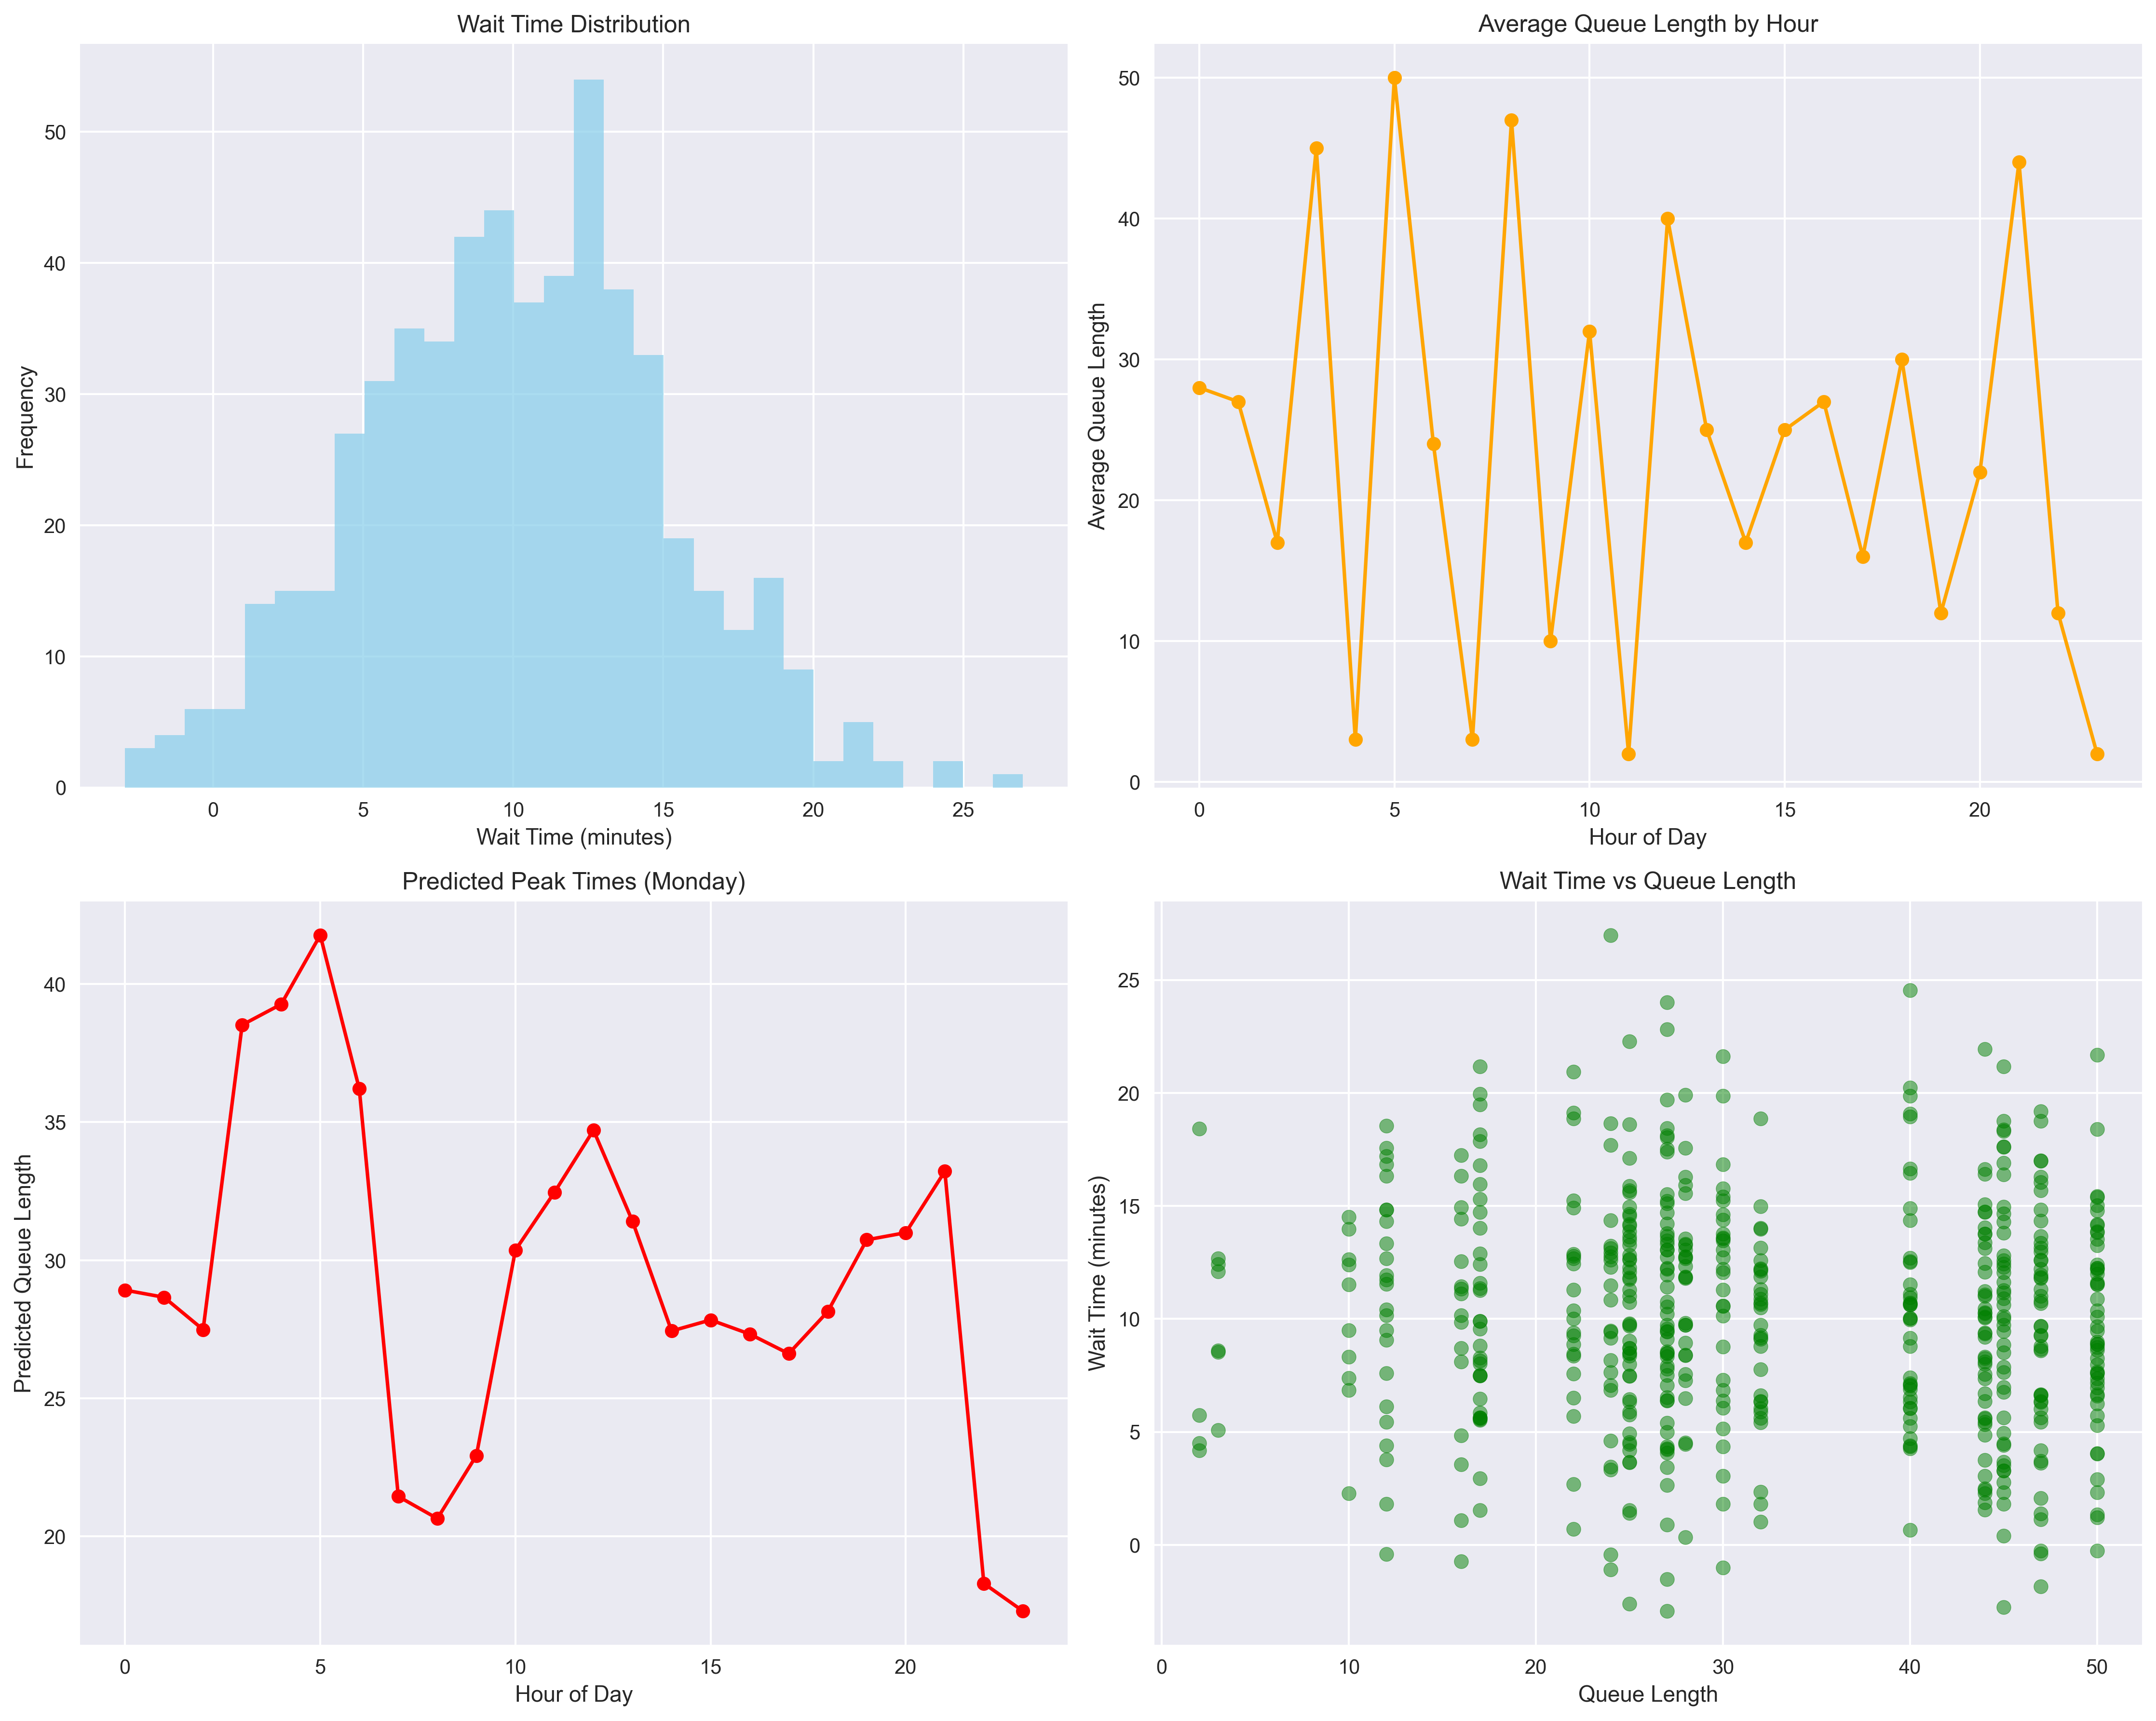 Wait Time Distribution
Frequency
50
40
30
20
10
0
0 5 10 15 20 25
Wait Time (minutes)
Average Queue Length by Hour
Average Queue Length
50
40
30
20
10
0
0 5 10 15 20
Hour of Day
Predicted Peak Times (Monday)
Predicted Queue Length
40
35
30
25
20
0 5 10 15 20
Hour of Day
Wait Time vs Queue Length
Wait Time (minutes)
25
20
15
10
5
0
0 10 20 30 40 50
Queue Length